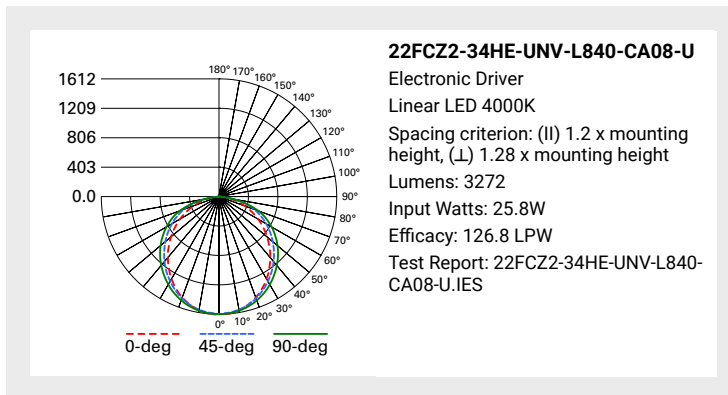 22FCZ2-34HE-UNV-L840-CA08-U
Electronic Driver
Linear LED 4000K
Spacing criterion: (II) 1.2 x mounting
height, (⊥) 1.28 x mounting height
Lumens: 3272
Input Watts: 25.8W
Efficacy: 126.8 LPW
Test Report: 22FCZ2-34HE-UNV-L840-
CA08-U.IES
1612
1209
806
403
0.0
180° 170° 160° 150° 140° 130° 120° 110° 100° 90° 80° 70° 60° 50° 40° 30° 20° 10° 0°
0-deg 45-deg 90-deg